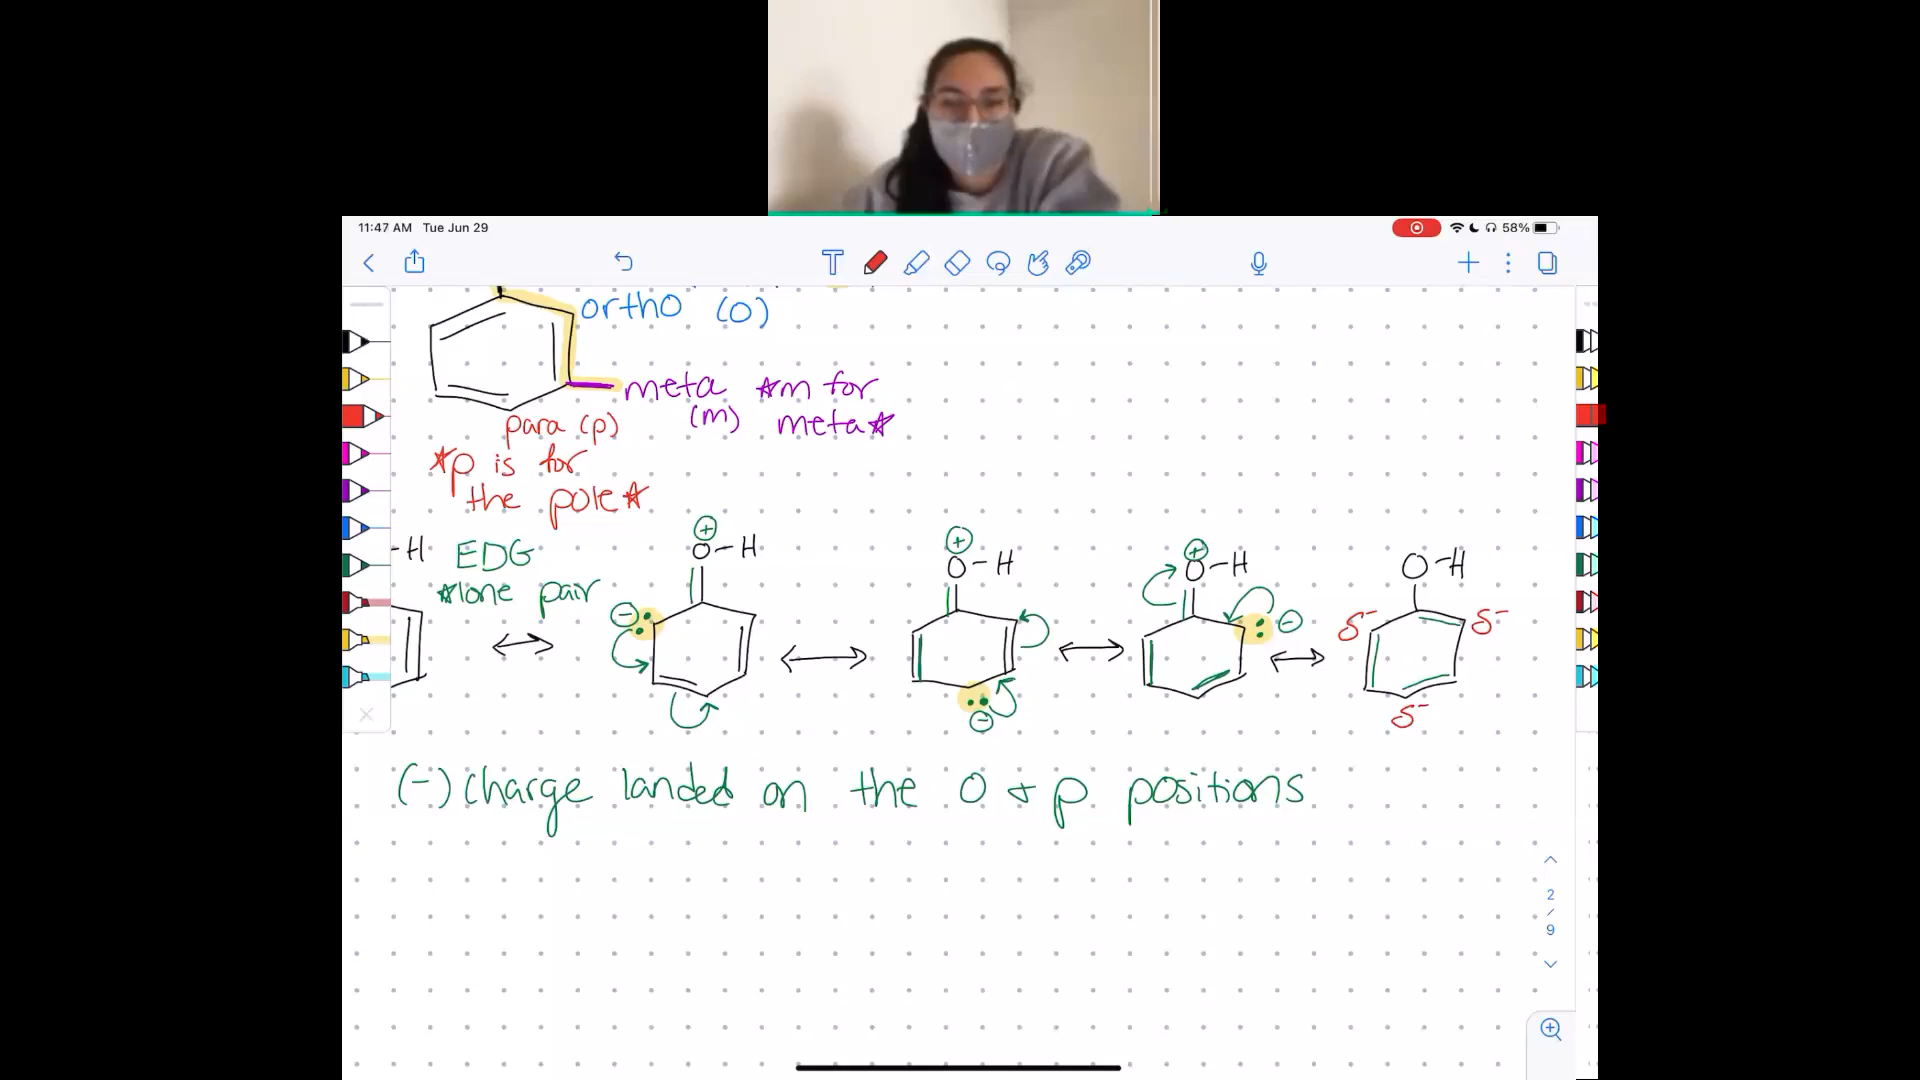 11:47 AM Tue Jun 29
58%
T
ortho (o)
meta *m for
(m) meta*
para (p)
*p is for
the pole*
-H EDG
*lone pair
⊕
O-H
⊖
⊕
O-H
⊖
⊕
O-H
⊖
O-H
δ⁻ δ⁻
δ⁻
(-) charge landed on the o & p positions
2
/
9